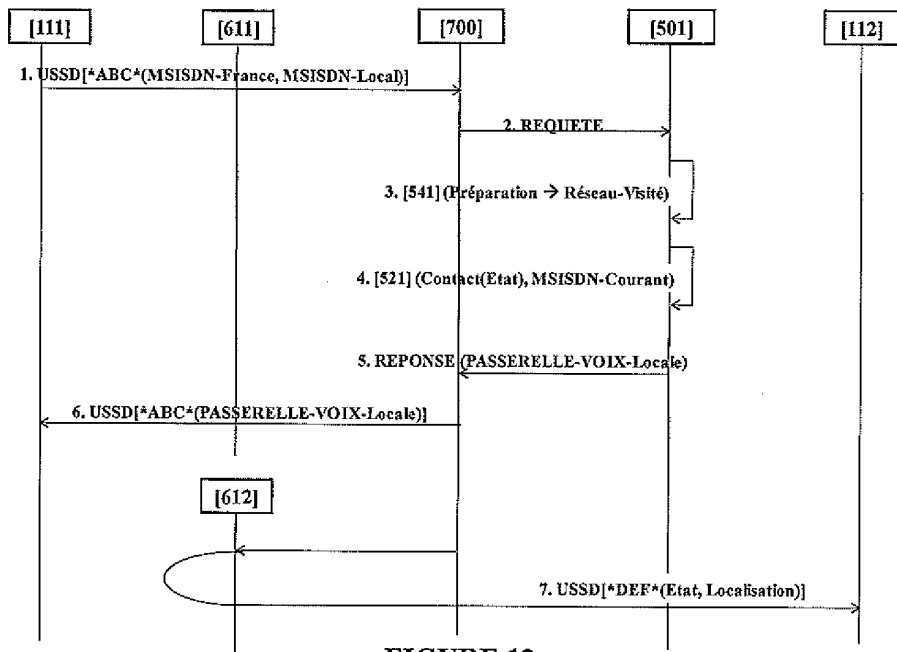 [111] [611] [700] [501] [112]
1. USSD[*ABC*(MSISDN-France, MSISDN-Local)]
2. REQUETE
3. [541] (Préparation → Réseau-Visité)
4. [521] (Contact(Etat), MSISDN-Courant)
5. REPONSE (PASSERELLE-VOIX-Locale)
6. USSD[*ABC*(PASSERELLE-VOIX-Locale)]
[612]
7. USSD[*DEF*(Etat, Localisation)]